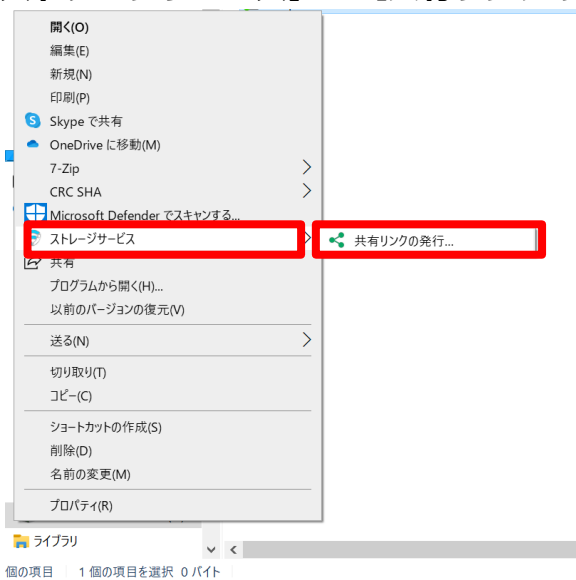 開く(O)
編集(E)
新規(N)
印刷(P)
Skype で共有
OneDrive に移動(M)
7-Zip
CRC SHA
Microsoft Defender でスキャンする...
ストレージサービス
共有リンクの発行...
共有
プログラムから開く(H)...
以前のバージョンの復元(V)
送る(N)
切り取り(T)
コピー(C)
ショートカットの作成(S)
削除(D)
名前の変更(M)
プロパティ(R)
ライブラリ
個の項目 1 個の項目を選択 0 バイト